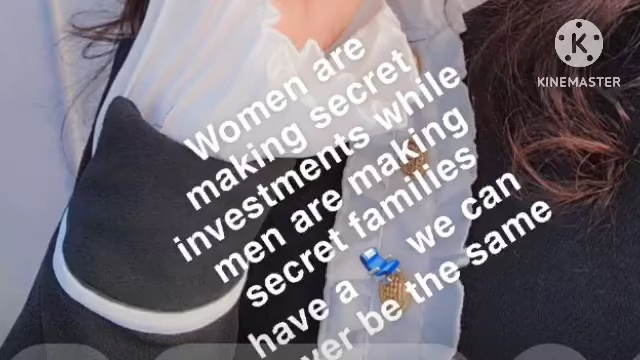 KINEMASTER
Women are
making secret
investments while
men are making
secret families
have a 💺 we can
be the same